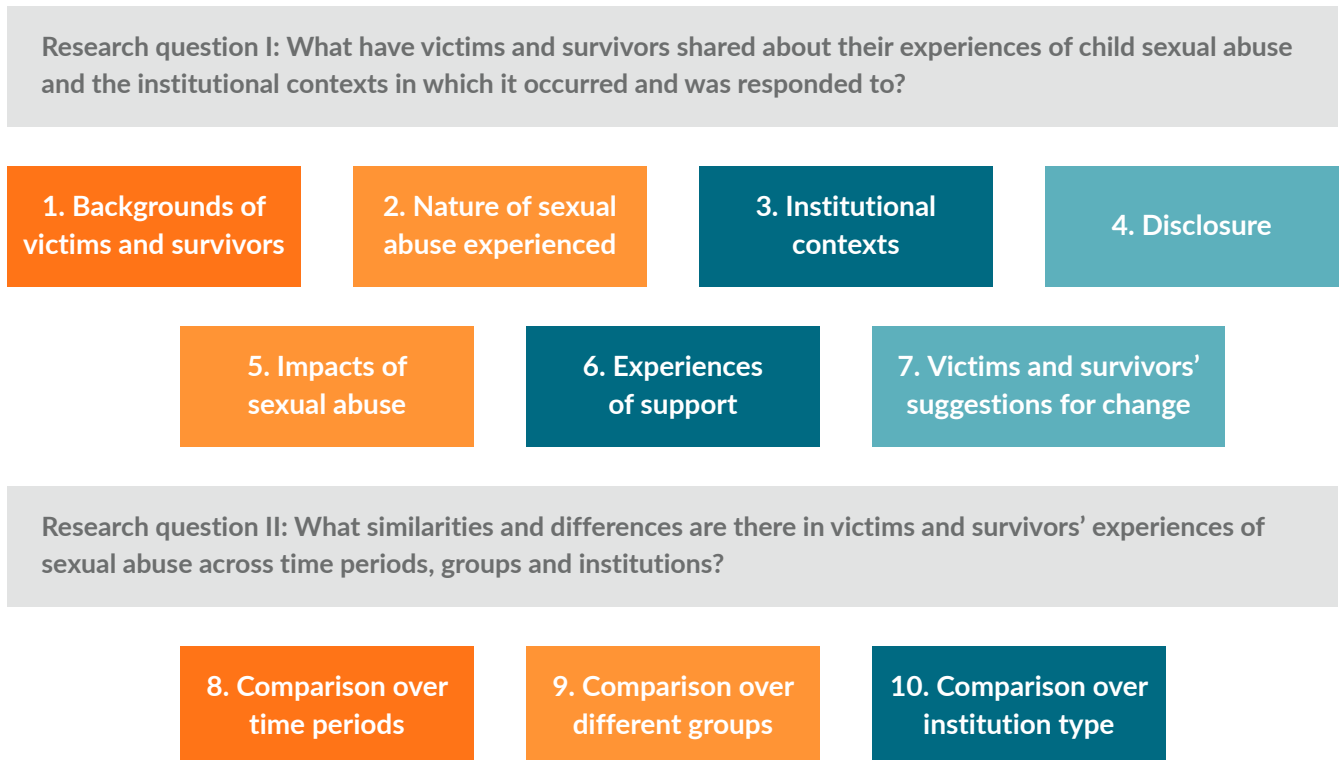 Research question I: What have victims and survivors shared about their experiences of child sexual abuse
and the institutional contexts in which it occurred and was responded to?
1. Backgrounds of
victims and survivors
2. Nature of sexual
abuse experienced
3. Institutional
contexts
4. Disclosure
5. Impacts of
sexual abuse
6. Experiences
of support
7. Victims and survivors’
suggestions for change
Research question II: What similarities and differences are there in victims and survivors’ experiences of
sexual abuse across time periods, groups and institutions?
8. Comparison over
time periods
9. Comparison over
different groups
10. Comparison over
institution type